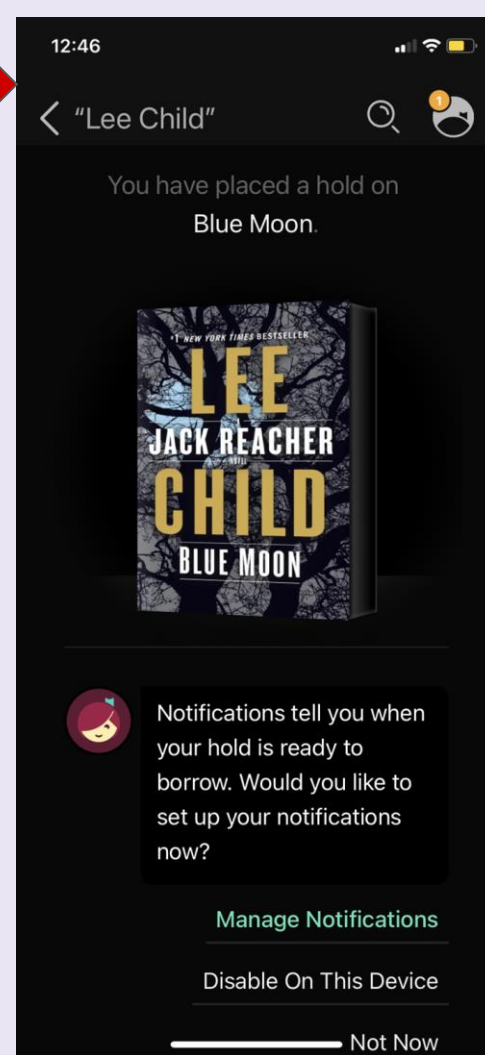 12:46
“Lee Child”
1
You have placed a hold on
Blue Moon.
#1 NEW YORK TIMES BESTSELLER
LEE
JACK REACHER
A NOVEL
CHILD
BLUE MOON
Notifications tell you when
your hold is ready to
borrow. Would you like to
set up your notifications
now?
Manage Notifications
Disable On This Device
Not Now